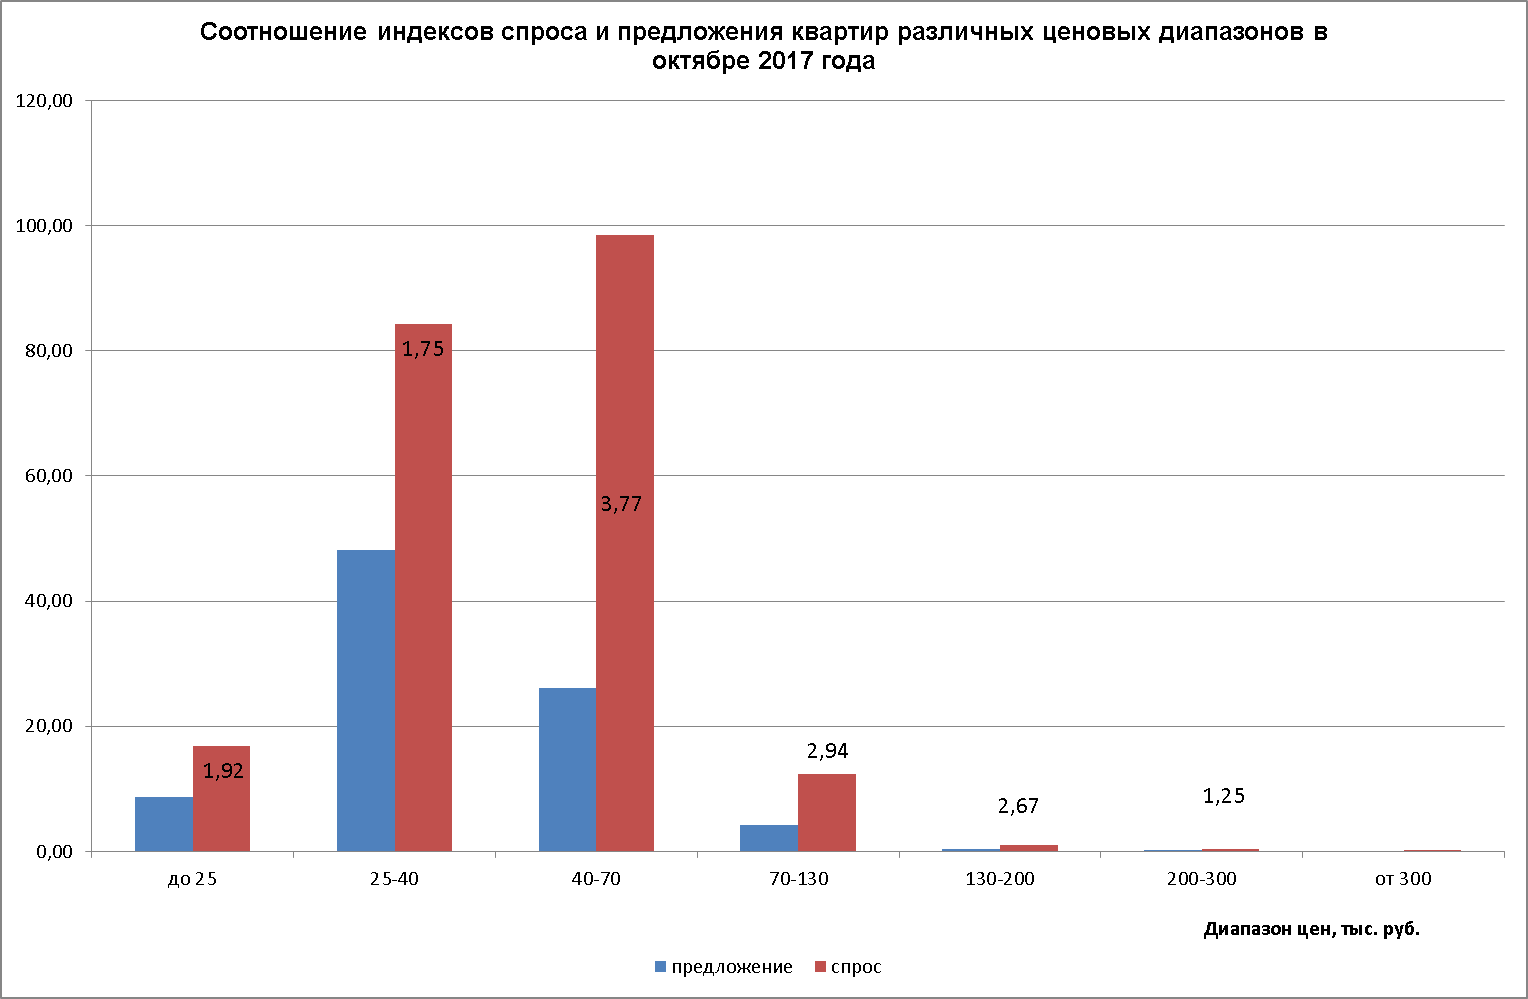 Соотношение индексов спроса и предложения квартир различных ценовых диапазонов в
октябре 2017 года
120,00
100,00
80,00
60,00
40,00
20,00
0,00
1,92
1,75
3,77
2,94
2,67
1,25
до 25
25-40
40-70
70-130
130-200
200-300
от 300
Диапазон цен, тыс. руб.
предложение
спрос